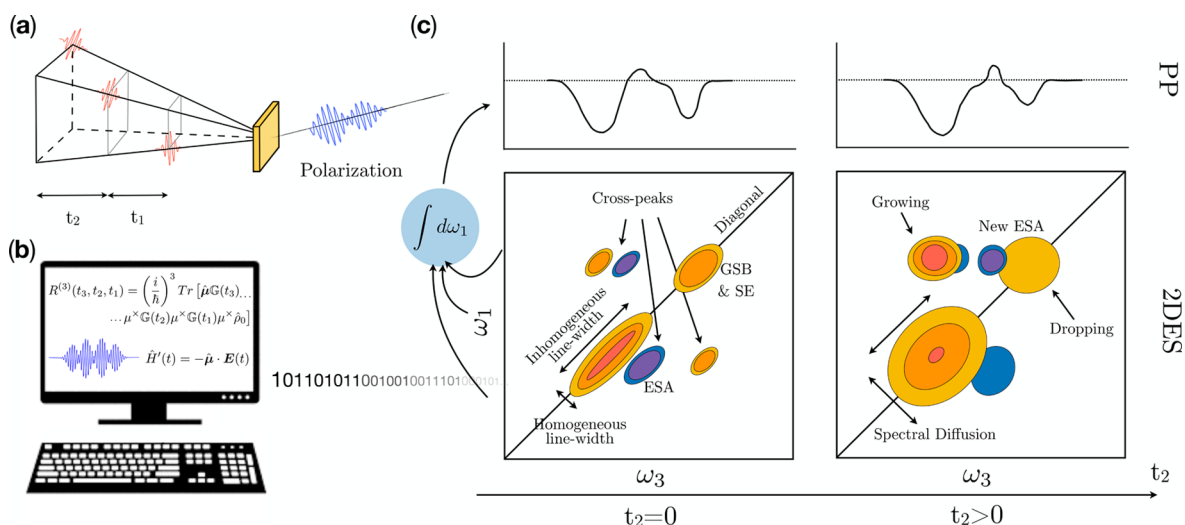 (a)
Polarization
t₂
t₁
(b)
R⁽³⁾(t₃, t₂, t₁) = (i/ħ)³ Tr [μ̂𝔾(t₃)...
...μ×𝔾(t₂)μ×𝔾(t₁)μ×ρ̂₀]
Ĥ′(t) = −μ̂ · E(t)
1011010110010010011101000101...
(c)
PP
∫ dω₁
ω₁
Cross-peaks
Diagonal
GSB
& SE
Inhomogeneous
line-width
ESA
Homogeneous
line-width
ω₃
Growing
New ESA
Dropping
Spectral Diffusion
ω₃
2DES
t₂
t₂=0
t₂>0